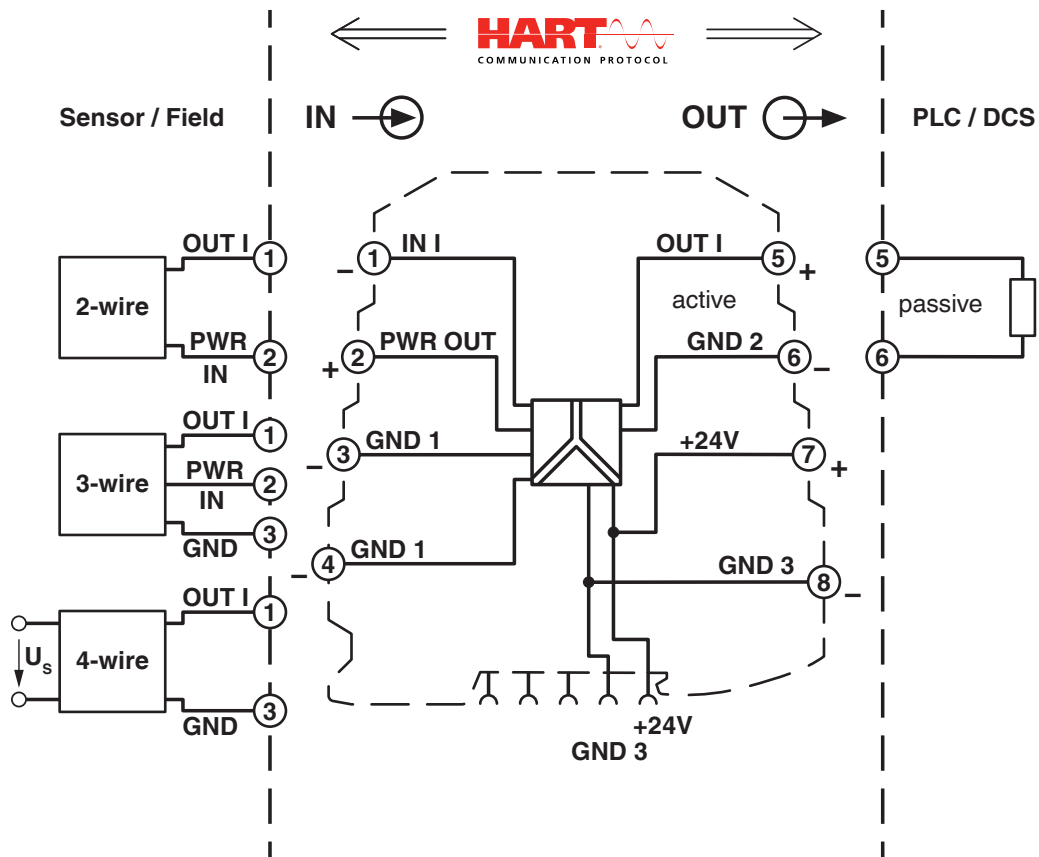 HART
COMMUNICATION PROTOCOL
Sensor / Field
IN
OUT
PLC / DCS
OUT I
1
2-wire
PWR
IN
2
OUT I
1
3-wire
PWR
IN
2
GND
3
OUT I
1
U_S
4-wire
GND
3
– 1 IN I
+ 2 PWR OUT
– 3 GND 1
– 4 GND 1
OUT I 5 +
active
GND 2 6 –
+24V 7 +
GND 3 8 –
+24V
GND 3
5
passive
6